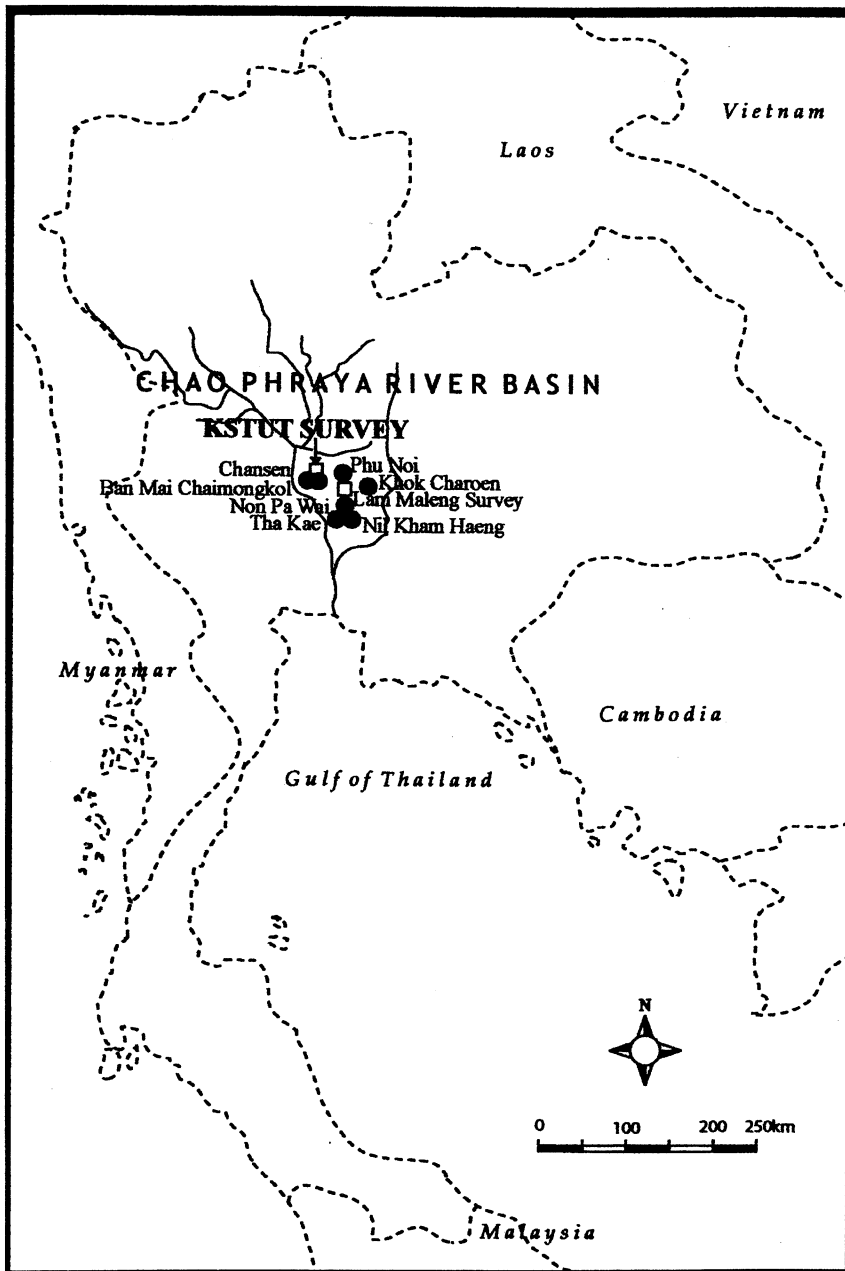 Vietnam
Laos
CHAO PHRAYA RIVER BASIN
KSTUT SURVEY
Chansen
Phu Noi
Ban Mai Chaimongkol
Khok Charoen
Non Pa Wai
Lam Maleng Survey
Tha Kae
Nil Kham Haeng
Myanmar
Cambodia
Gulf of Thailand
N
0 100 200 250km
Malaysia